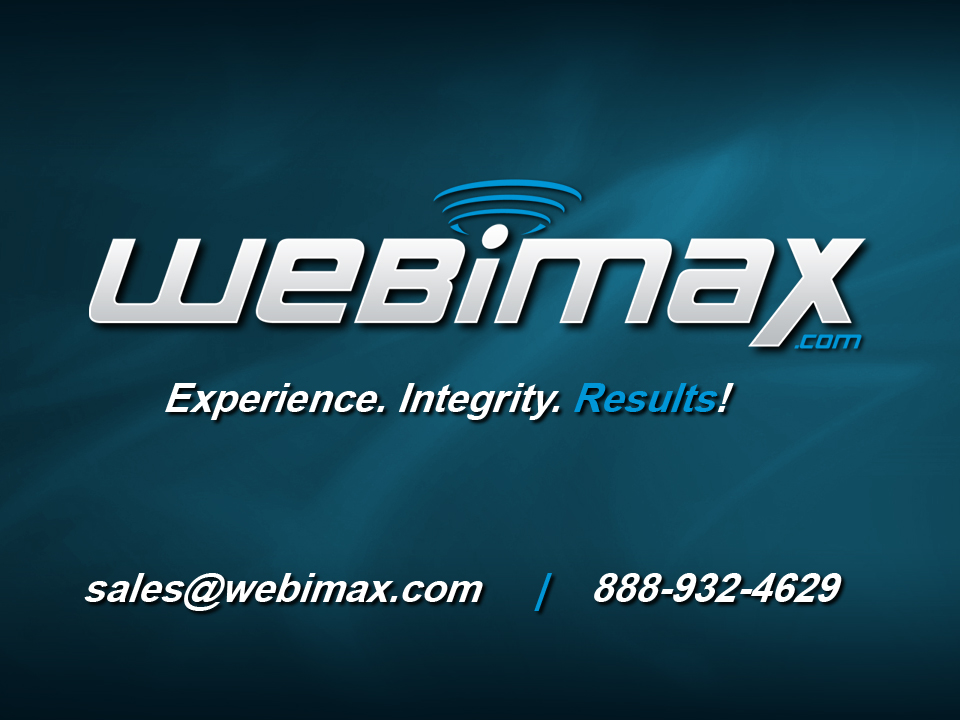 webimax
.com
Experience. Integrity. Results!
sales@webimax.com | 888-932-4629